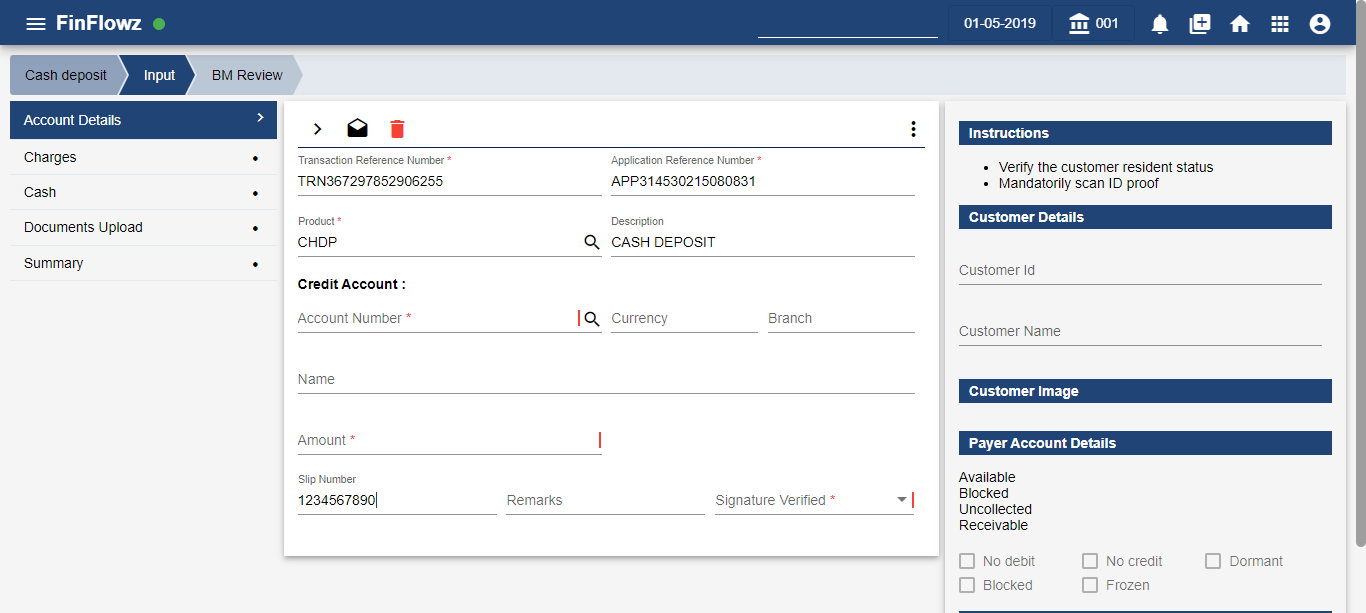 FinFlowz
01-05-2019
001
Cash deposit
Input
BM Review
Account Details
Charges
Cash
Documents Upload
Summary
Transaction Reference Number *
Application Reference Number *
TRN367297852906255
APP314530215080831
Product *
Description
CHDP
CASH DEPOSIT
Credit Account :
Account Number *
Currency
Branch
Name
Amount *
Slip Number
1234567890
Remarks
Signature Verified *
Instructions
• Verify the customer resident status
• Mandatorily scan ID proof
Customer Details
Customer Id
Customer Name
Customer Image
Payer Account Details
Available
Blocked
Uncollected
Receivable
No debit
No credit
Dormant
Blocked
Frozen